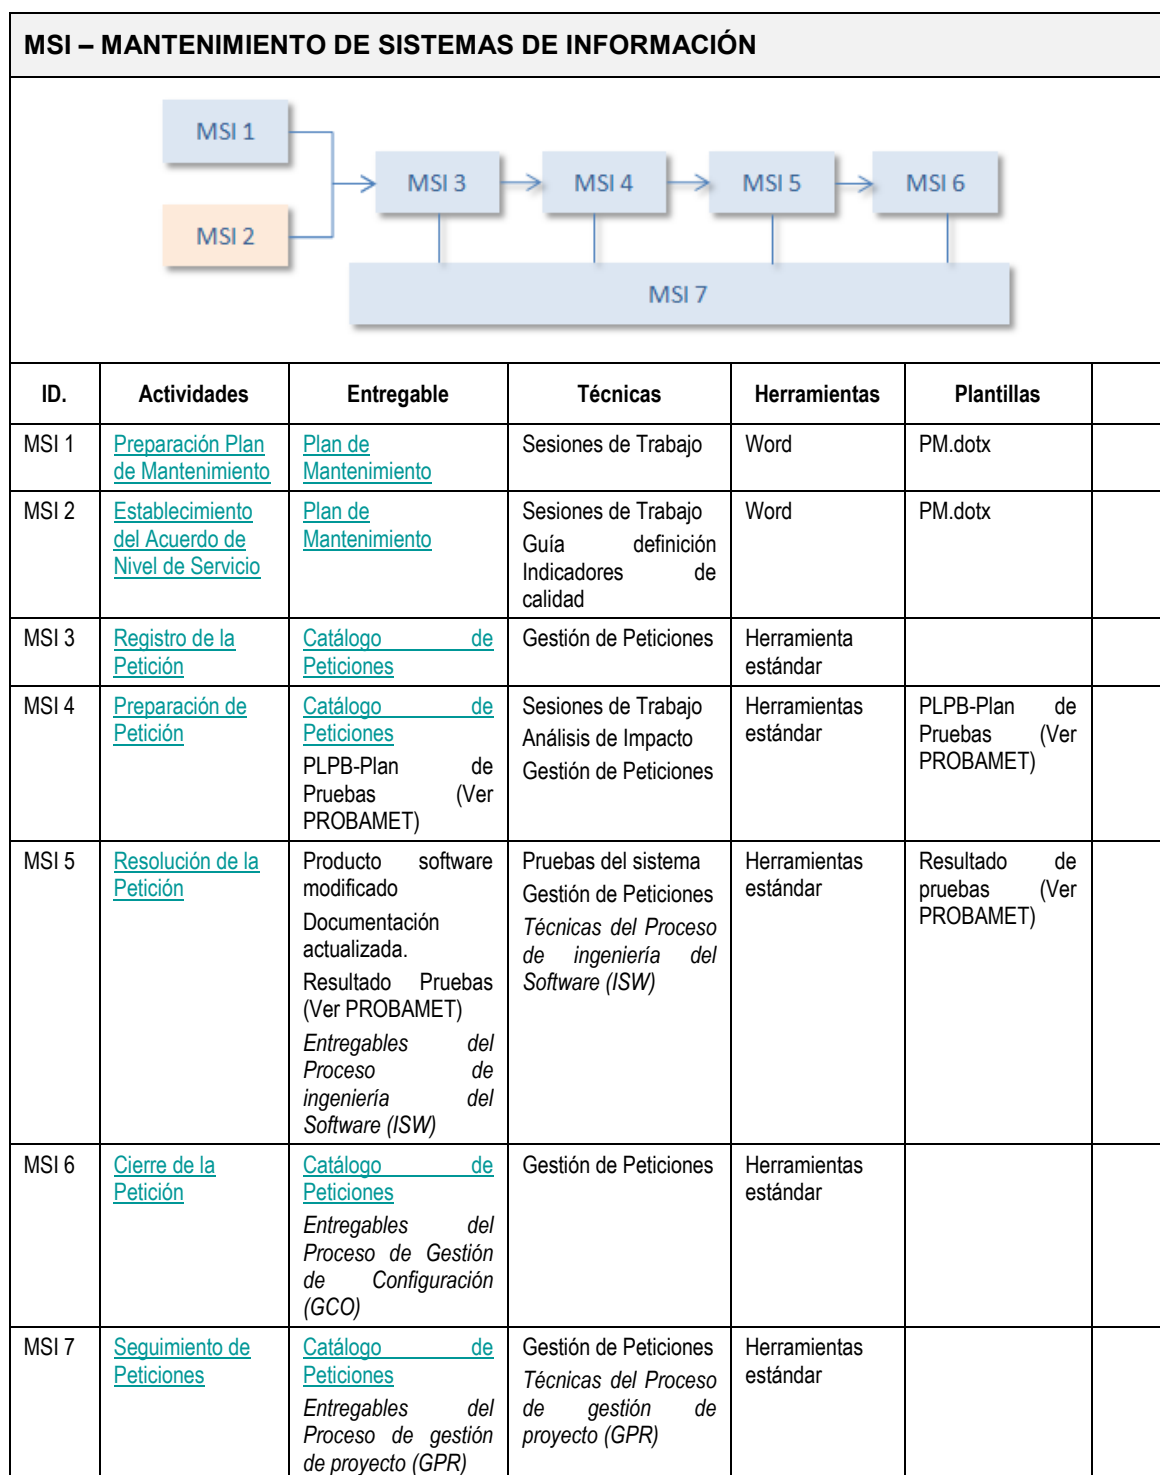 MSI – MANTENIMIENTO DE SISTEMAS DE INFORMACIÓN
MSI 1
MSI 3
MSI 4
MSI 5
MSI 6
MSI 2
MSI 7
ID.
Actividades
Entregable
Técnicas
Herramientas
Plantillas
MSI 1
Preparación Plan
de Mantenimiento
Plan de
Mantenimiento
Sesiones de Trabajo
Word
PM.dotx
MSI 2
Establecimiento
del Acuerdo de
Nivel de Servicio
Plan de
Mantenimiento
Sesiones de Trabajo
Guía definición
Indicadores de
calidad
Word
PM.dotx
MSI 3
Registro de la
Petición
Catálogo de
Peticiones
Gestión de Peticiones
Herramienta
estándar
MSI 4
Preparación de
Petición
Catálogo de
Peticiones
PLPB-Plan de
Pruebas (Ver
PROBAMET)
Sesiones de Trabajo
Análisis de Impacto
Gestión de Peticiones
Herramientas
estándar
PLPB-Plan de
Pruebas (Ver
PROBAMET)
MSI 5
Resolución de la
Petición
Producto software
modificado
Documentación
actualizada.
Resultado Pruebas
(Ver PROBAMET)
Entregables del
Proceso de
ingeniería del
Software (ISW)
Pruebas del sistema
Gestión de Peticiones
Técnicas del Proceso
de ingeniería del
Software (ISW)
Herramientas
estándar
Resultado de
pruebas (Ver
PROBAMET)
MSI 6
Cierre de la
Petición
Catálogo de
Peticiones
Entregables del
Proceso de Gestión
de Configuración
(GCO)
Gestión de Peticiones
Herramientas
estándar
MSI 7
Seguimiento de
Peticiones
Catálogo de
Peticiones
Entregables del
Proceso de gestión
de proyecto (GPR)
Gestión de Peticiones
Técnicas del Proceso
de gestión de
proyecto (GPR)
Herramientas
estándar